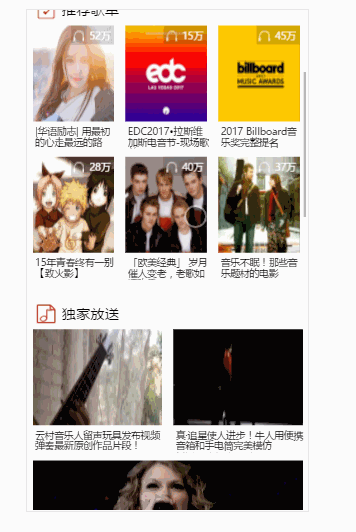 推荐歌单
52万
15万
45万
edc
LAS VEGAS 2017
billboard
MUSIC AWARDS
|华语励志| 用最初
的心走最远的路
EDC2017•拉斯维
加斯电音节-现场歌
2017 Billboard音
乐奖完整提名
28万
40万
37万
15年青春终有一别
【致火影】
「欧美经典」 岁月
催人变老，老歌如
音乐不眠！那些音
乐题材的电影
独家放送
云村音乐人留声玩具发布视频
弹奏最新原创作品片段！
真·追星使人进步！牛人用便携
音箱和手电筒完美模仿